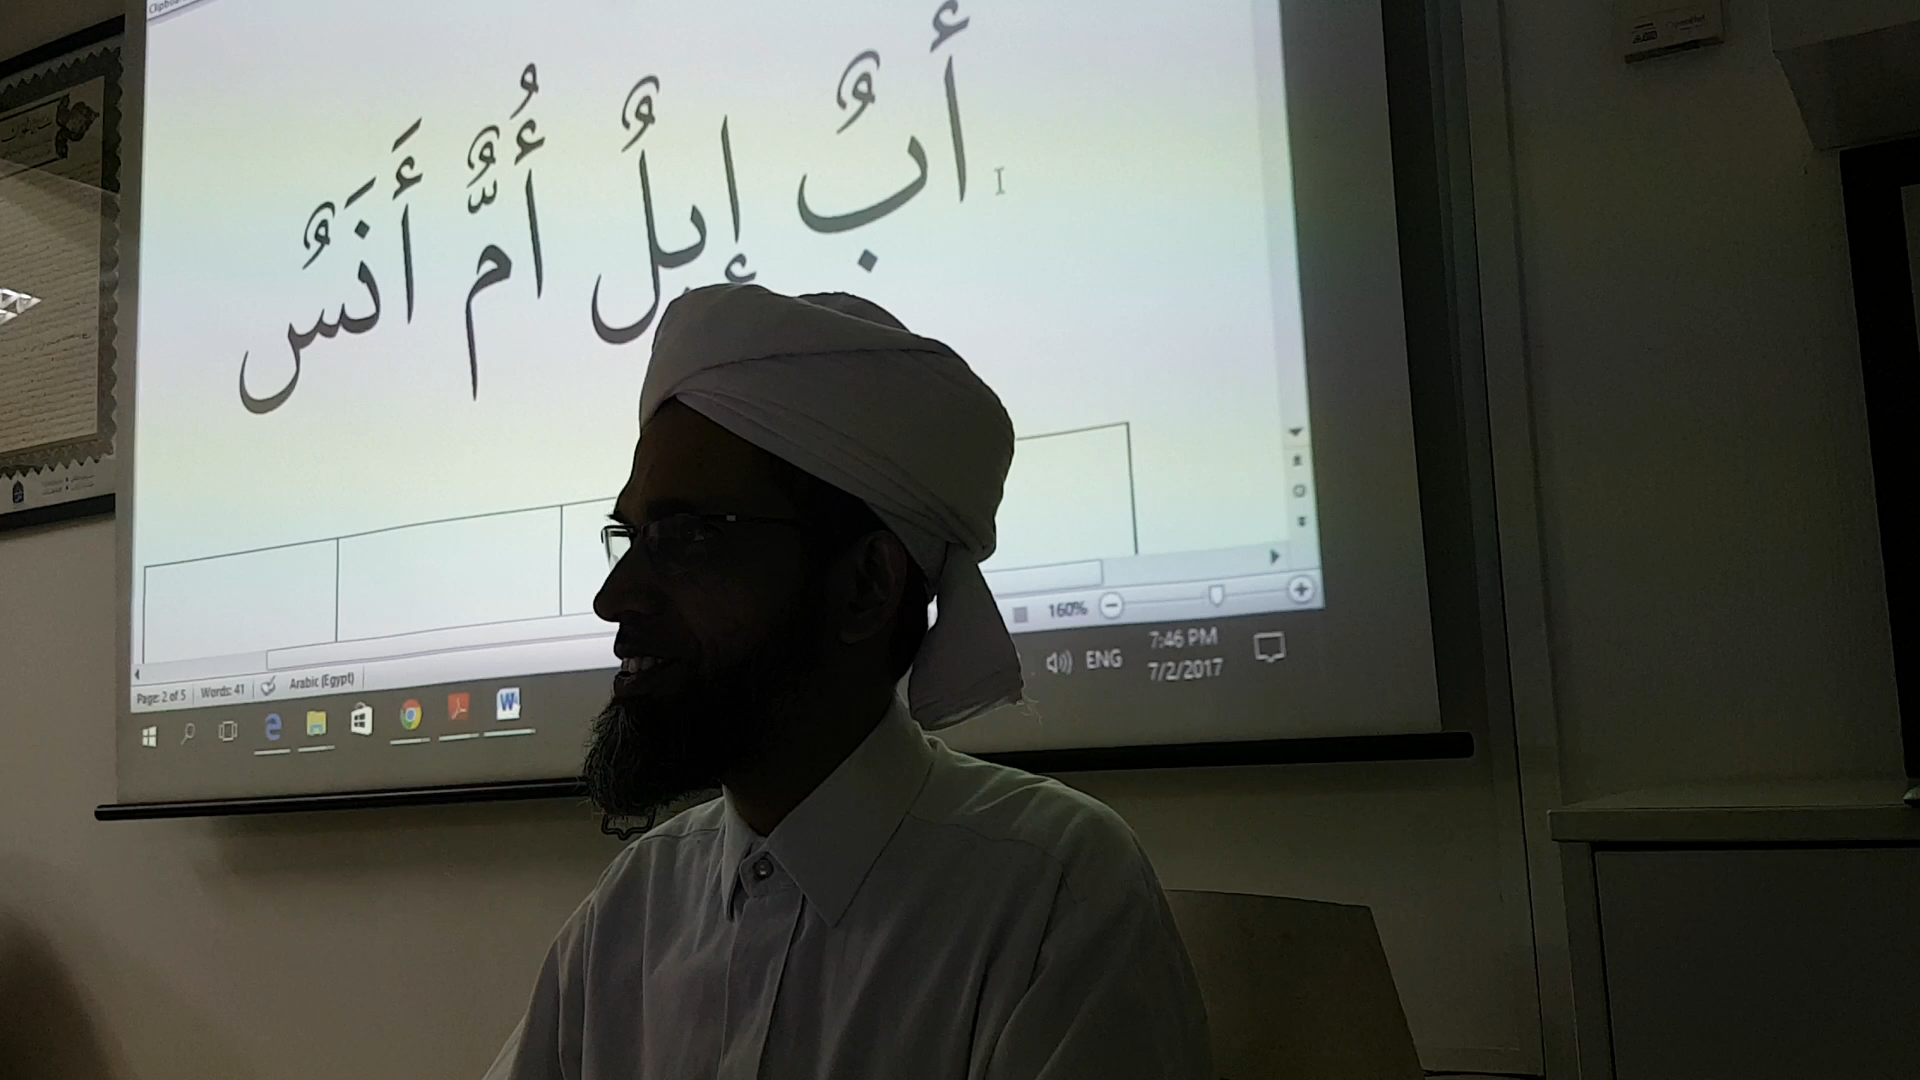 أَبٌ إِبِلٌ أُمٌّ أَنَسٌ
160%
Page: 2 of 5 Words: 41 Arabic (Egypt)
ENG 7:46 PM
7/2/2017